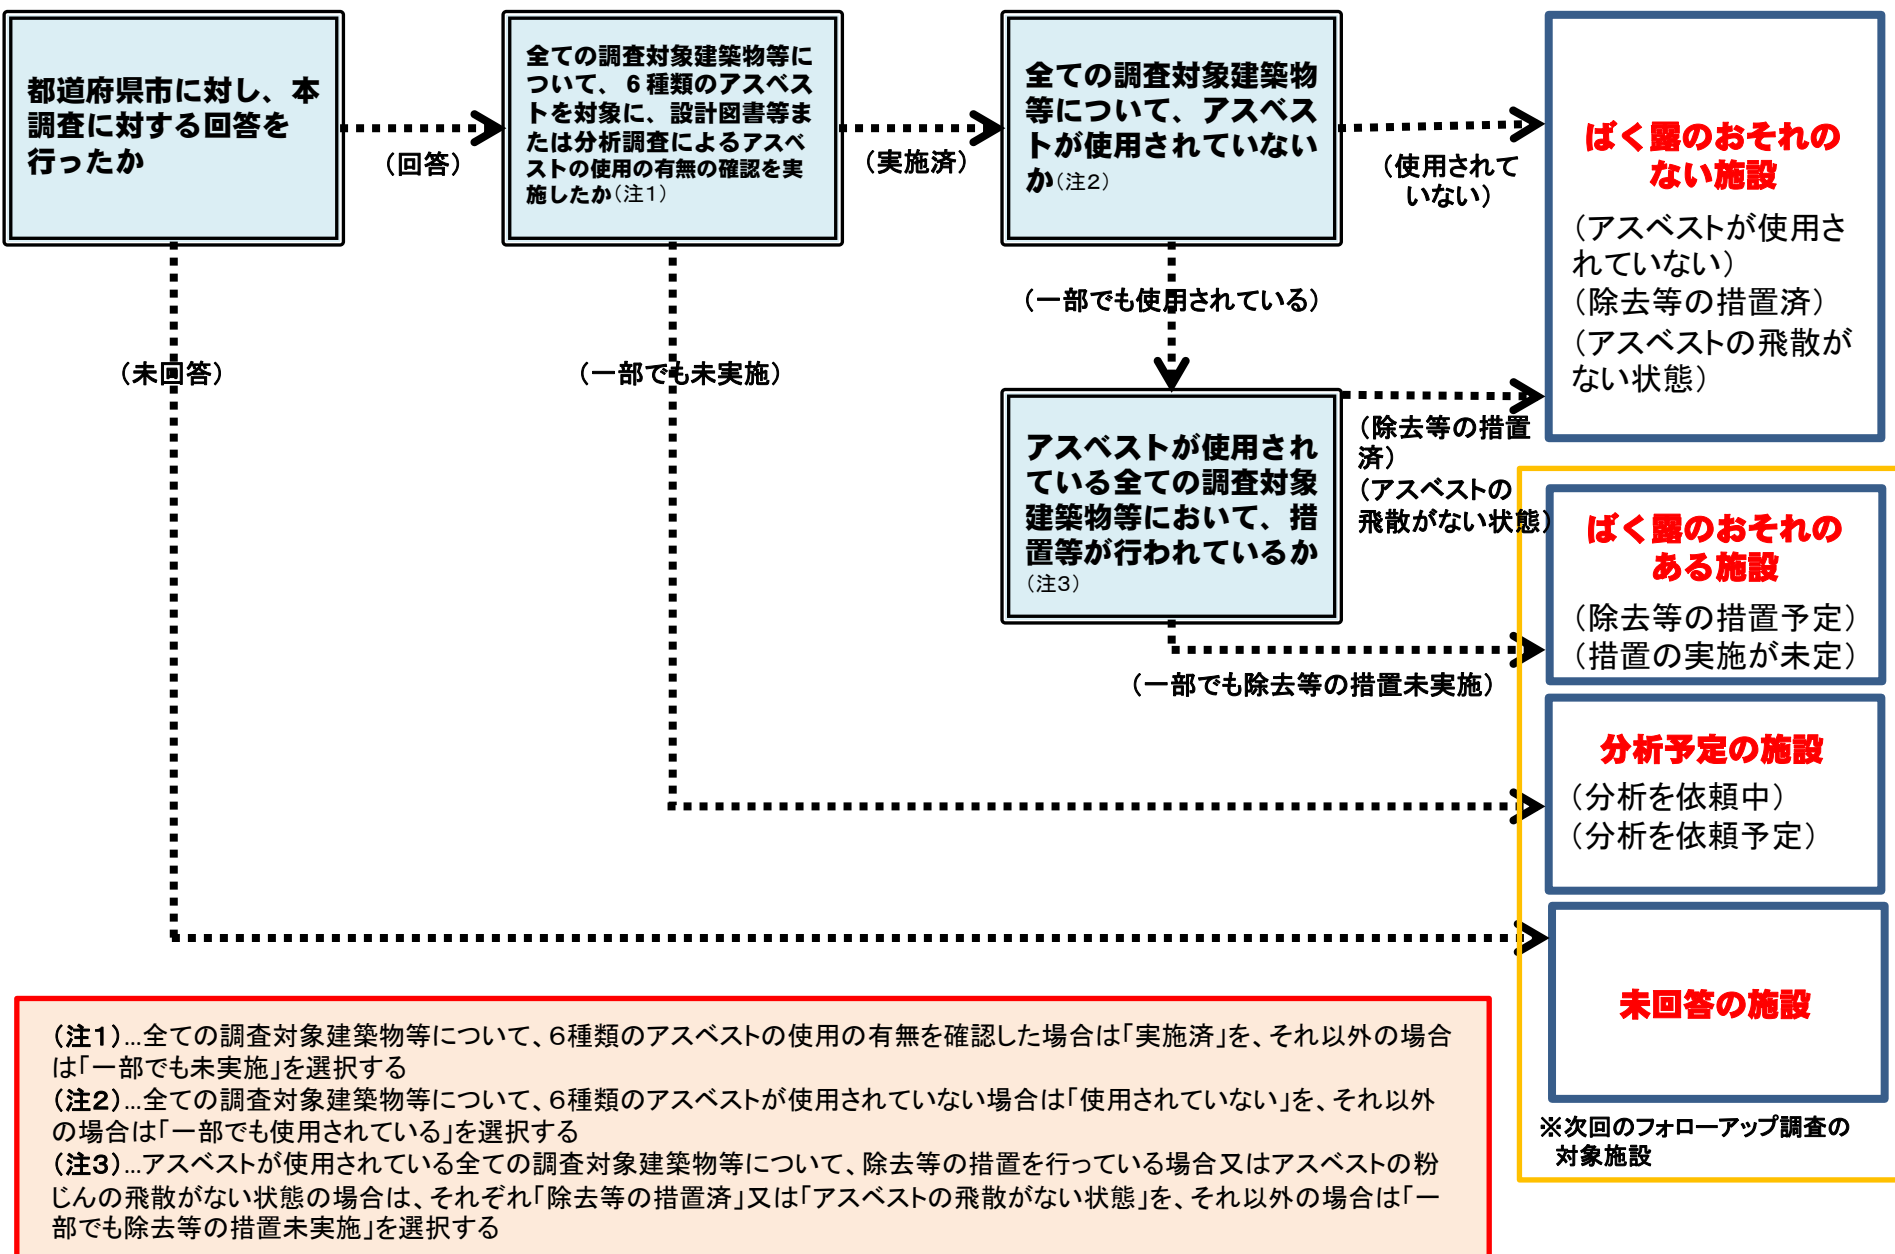 都道府県市に対し、本
調査に対する回答を
行ったか
(回答)
全ての調査対象建築物等に
ついて、6種類のアスベス
トを対象に、設計図書等ま
たは分析調査によるアスベ
ストの使用の有無の確認を実
施したか(注1)
(実施済)
全ての調査対象建築物
等について、アスベス
トが使用されていない
か(注2)
(使用されて
いない)
ばく露のおそれの
ない施設
(アスベストが使用さ
れていない)
(除去等の措置済)
(アスベストの飛散が
ない状態)
(未回答)
(一部でも未実施)
(一部でも使用されている)
アスベストが使用され
ている全ての調査対象
建築物等において、措
置等が行われているか
(注3)
(除去等の措置
済)
(アスベストの
飛散がない状態)
(一部でも除去等の措置未実施)
ばく露のおそれの
ある施設
(除去等の措置予定)
(措置の実施が未定)
分析予定の施設
(分析を依頼中)
(分析を依頼予定)
未回答の施設
※次回のフォローアップ調査の
対象施設
(注1)…全ての調査対象建築物等について、6種類のアスベストの使用の有無を確認した場合は「実施済」を、それ以外の場合
は「一部でも未実施」を選択する
(注2)…全ての調査対象建築物等について、6種類のアスベストが使用されていない場合は「使用されていない」を、それ以外
の場合は「一部でも使用されている」を選択する
(注3)…アスベストが使用されている全ての調査対象建築物等について、除去等の措置を行っている場合又はアスベストの粉
じんの飛散がない状態の場合は、それぞれ「除去等の措置済」又は「アスベストの飛散がない状態」を、それ以外の場合は「一
部でも除去等の措置未実施」を選択する